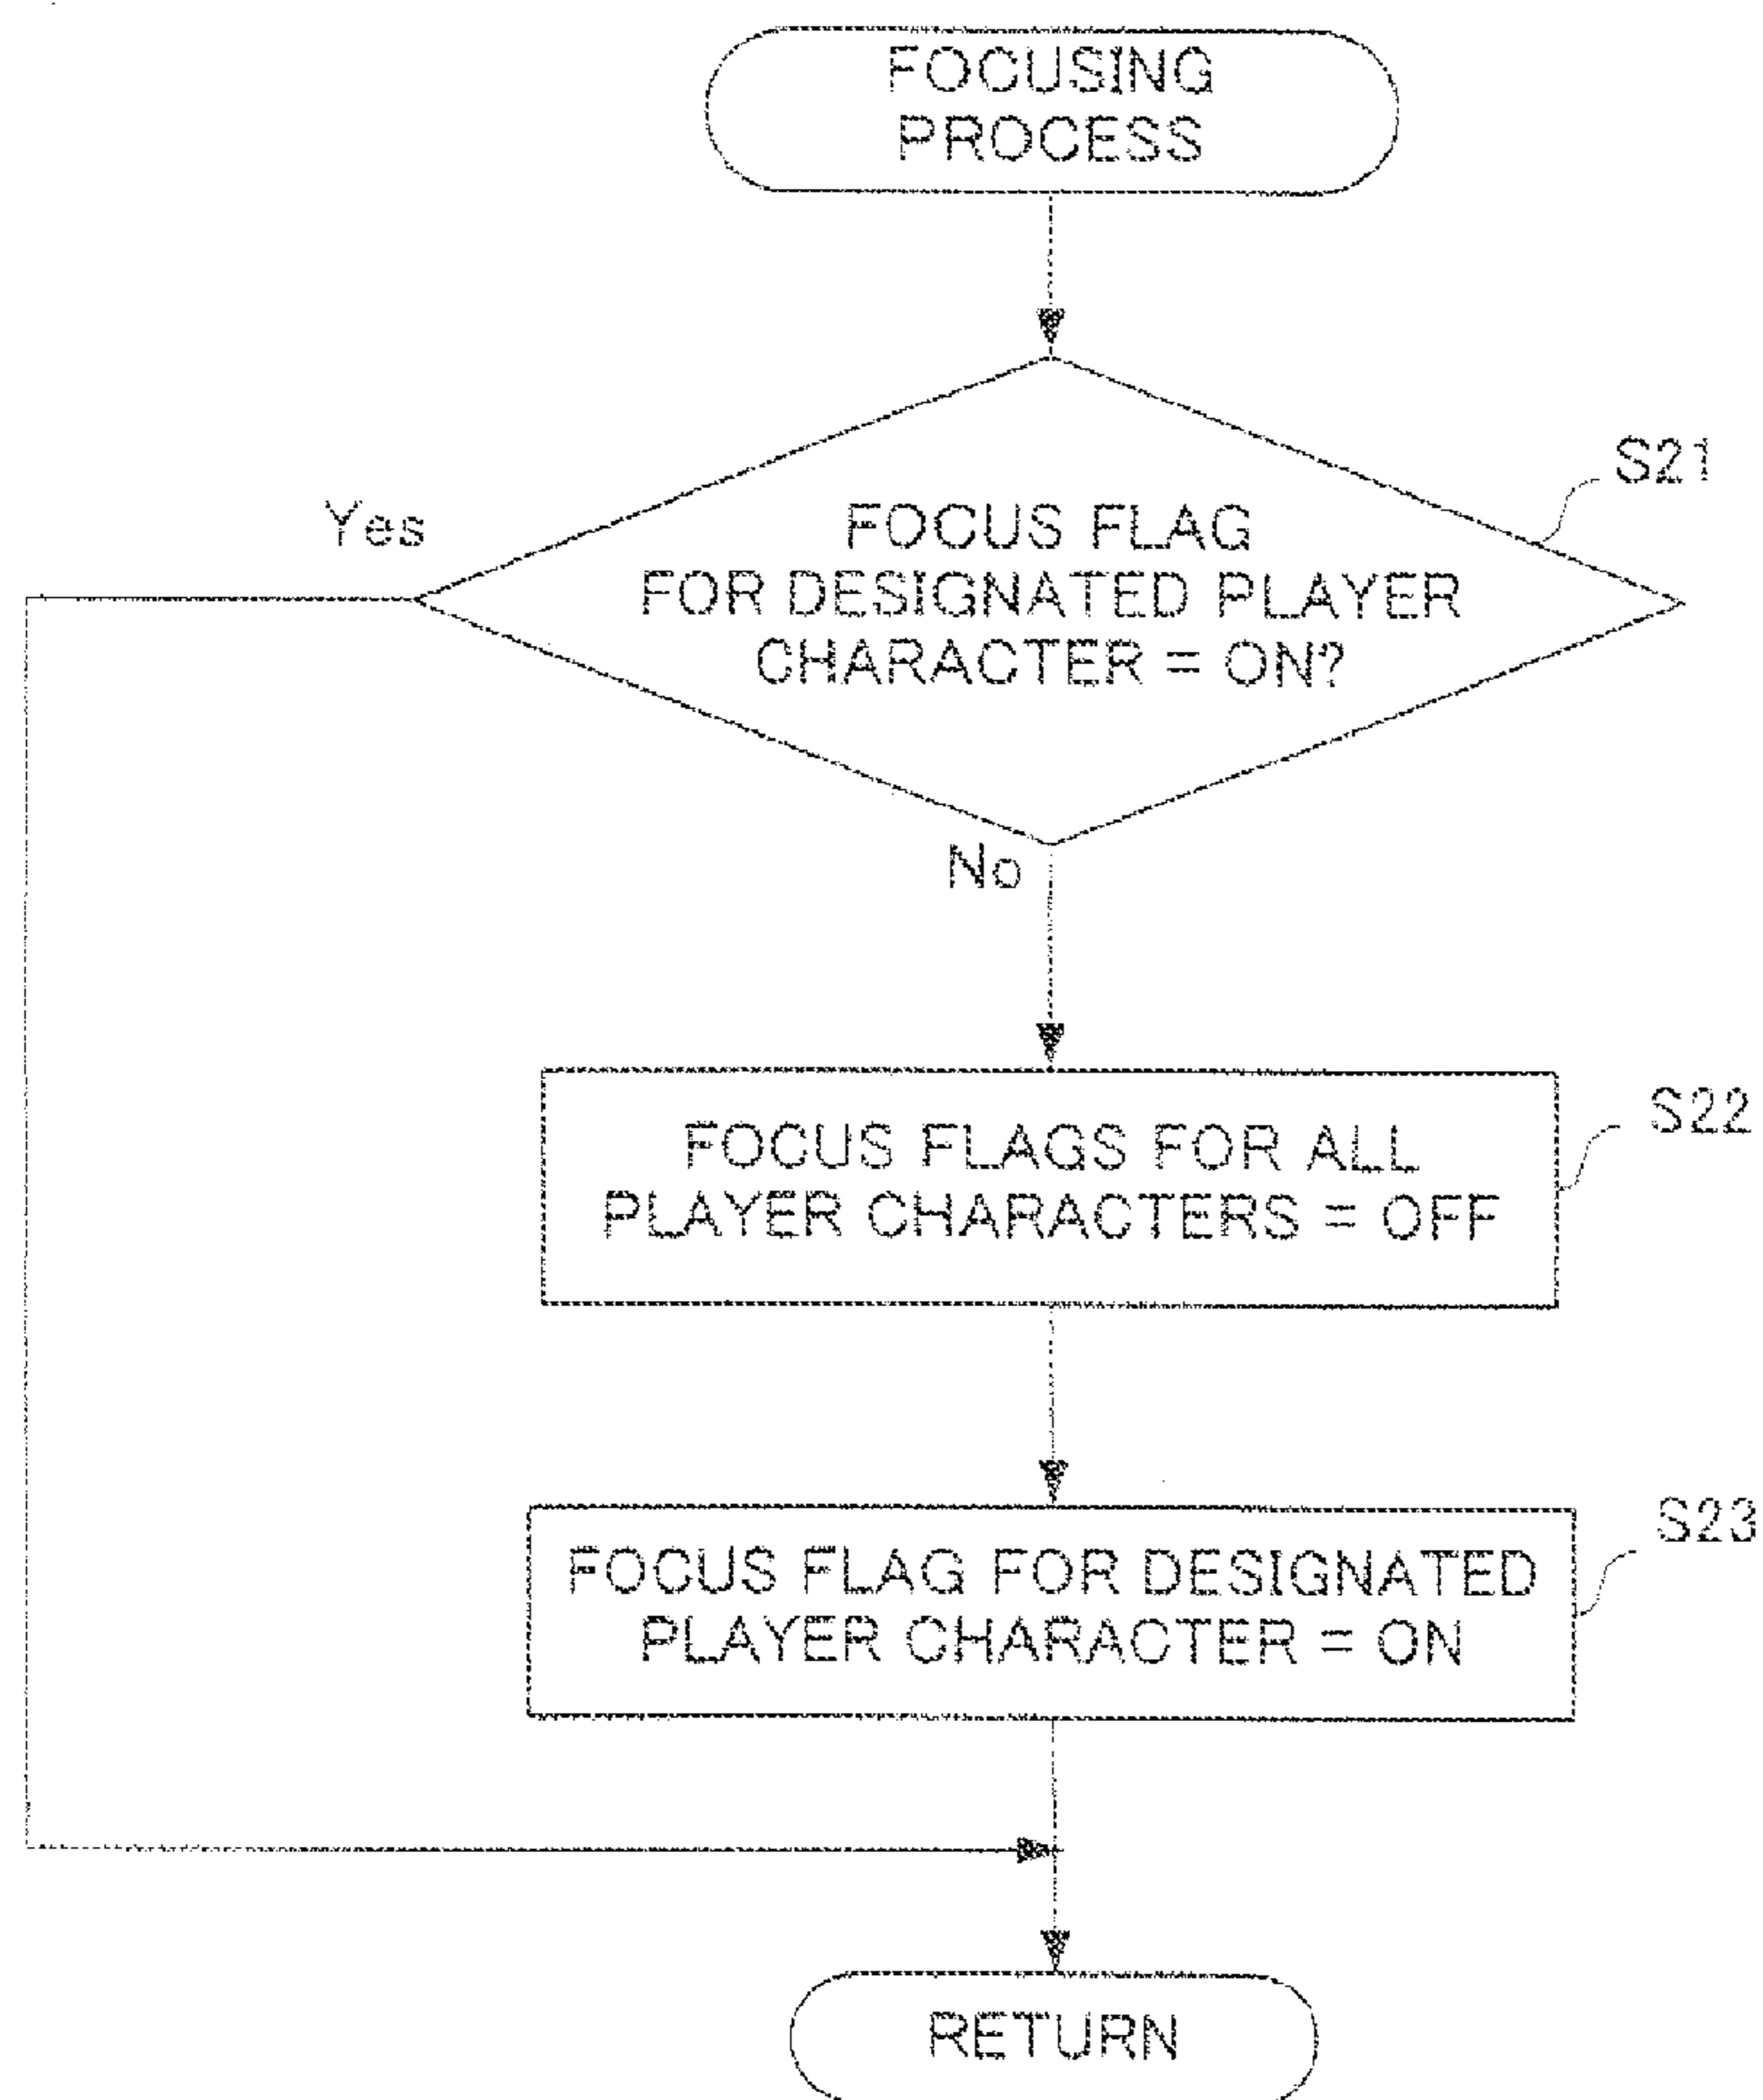 FOCUSING
PROCESS
S21
Yes
FOCUS FLAG
FOR DESIGNATED PLAYER
CHARACTER = ON?
No
S22
FOCUS FLAGS FOR ALL
PLAYER CHARACTERS = OFF
S23
FOCUS FLAG FOR DESIGNATED
PLAYER CHARACTER = ON
RETURN